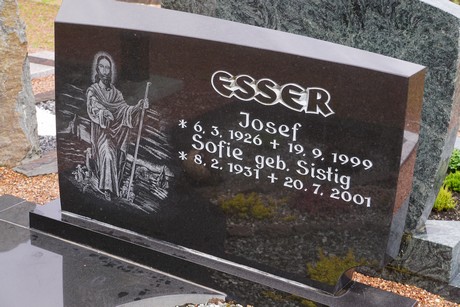 ESSER
Josef
* 6. 3. 1926 + 19. 9. 1999
Sofie geb. Sistig
* 8. 2. 1931 + 20. 7. 2001